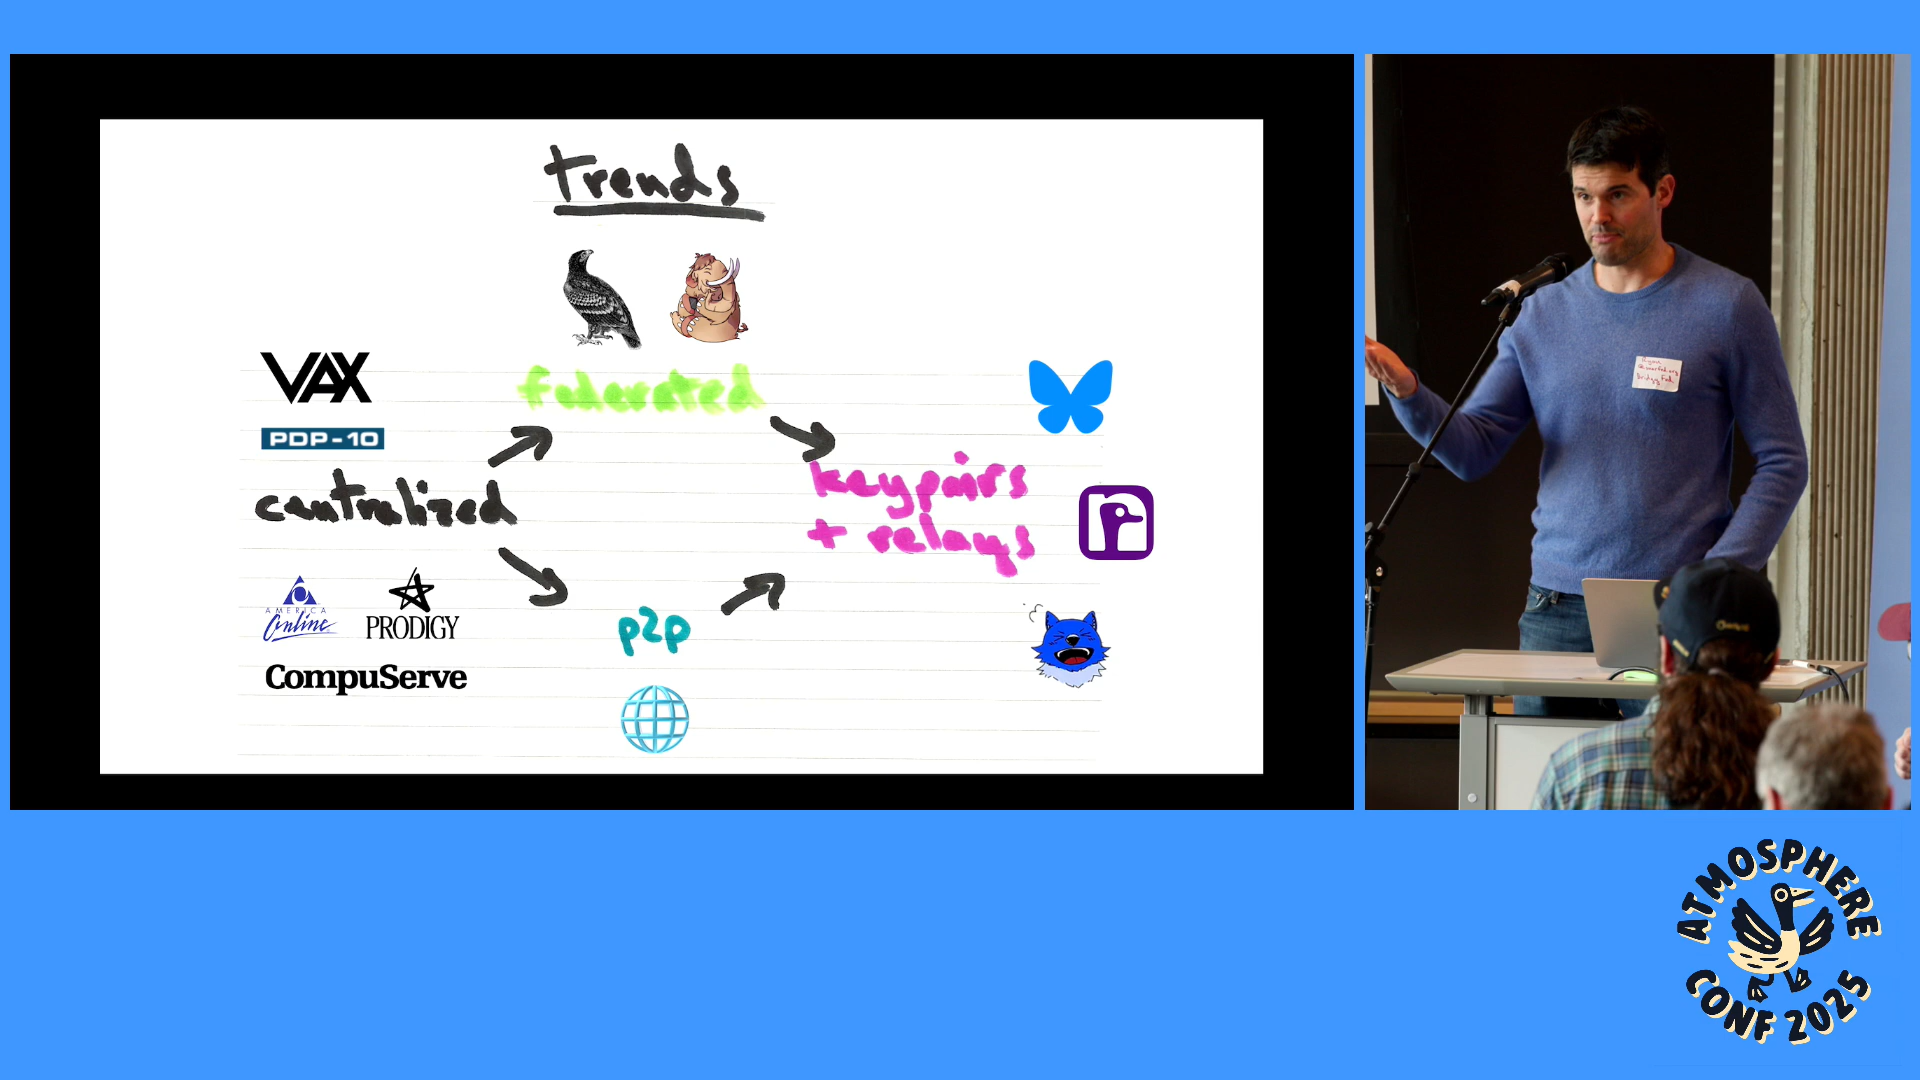 trends
VAX
federated
PDP-10
keypairs
+ relays
centralized
AMERICA
Online
PRODIGY
p2p
CompuServe
ATMOSPHERE
CONF 2025